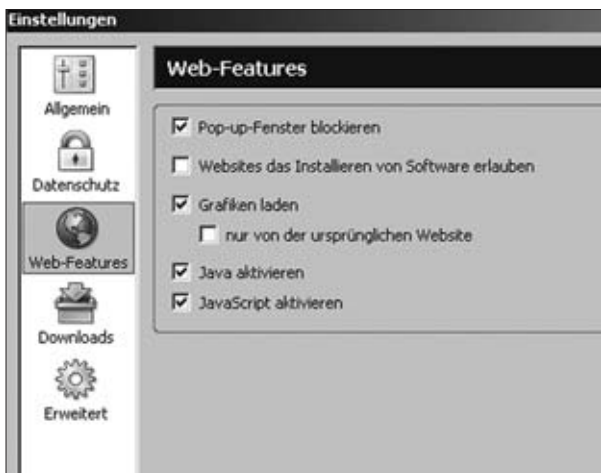 Einstellungen
Allgemein
Datenschutz
Web-Features
Downloads
Erweitert
Web-Features
Pop-up-Fenster blockieren
Websites das Installieren von Software erlauben
Grafiken laden
nur von der ursprünglichen Website
Java aktivieren
JavaScript aktivieren